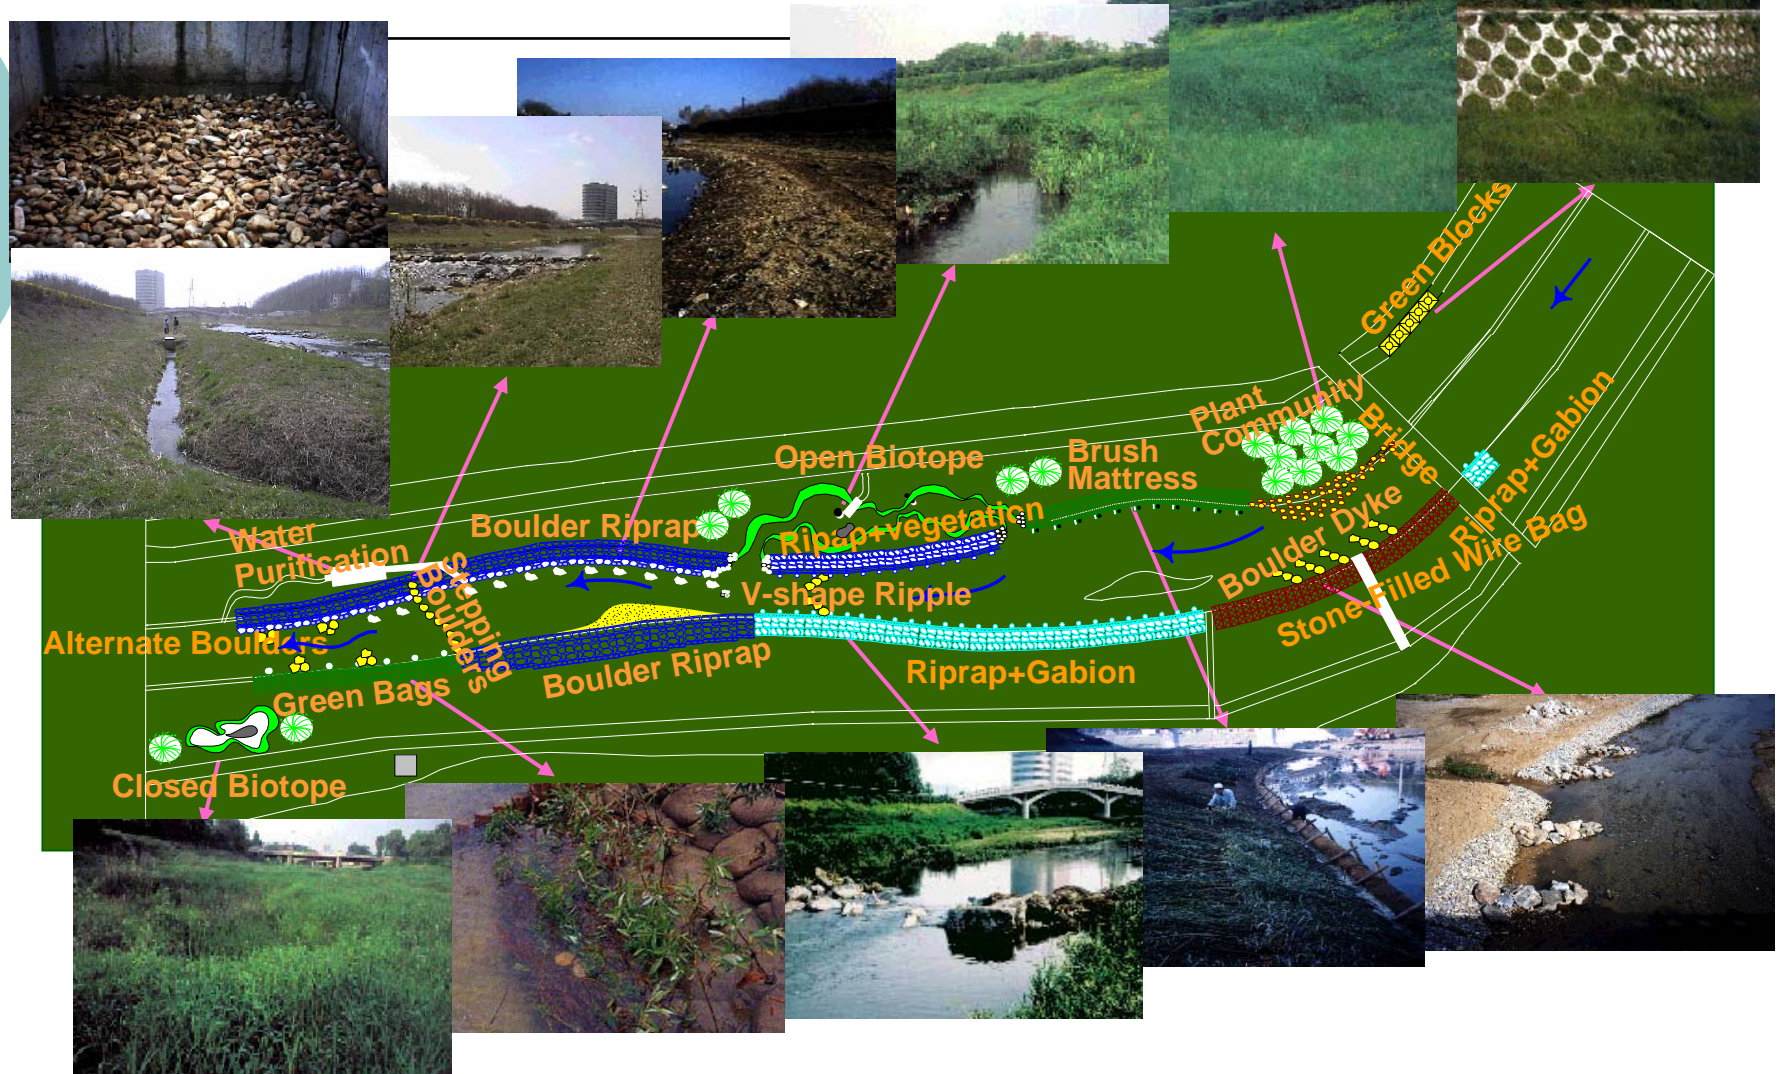 Green Blocks
Plant
Community
Bridge
Riprap+Gabion
Brush
Mattress
Open Biotope
Ripap+vegetation
Boulder Riprap
Water
Purification
Stepping
Boulders
Boulder Dyke
Stone-Filled Wire Bag
V-shape Ripple
Alternate Boulders
Riprap+Gabion
Boulder Riprap
Green Bags
Closed Biotope